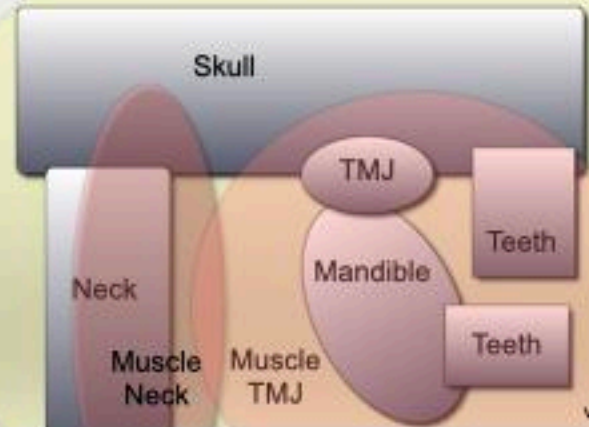 Skull
TMJ
Teeth
Neck
Mandible
Teeth
Muscle
Neck
Muscle
TMJ